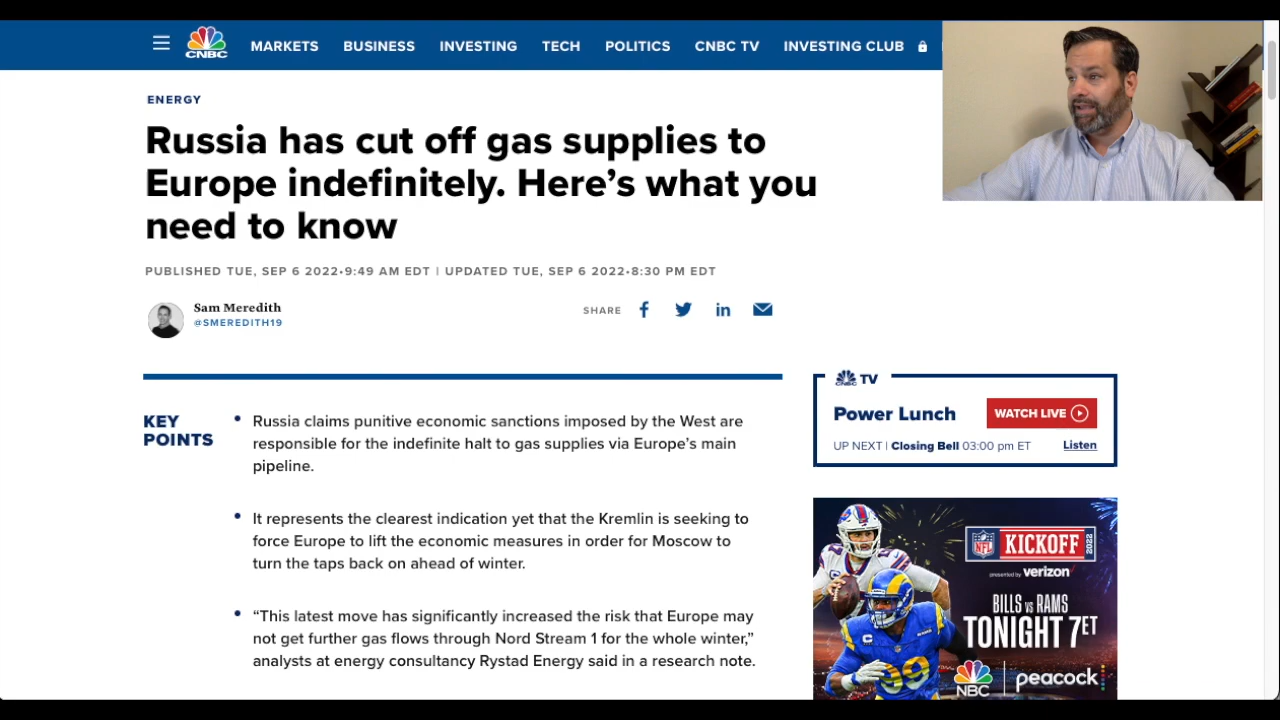 CNBC
MARKETS
BUSINESS
INVESTING
TECH
POLITICS
CNBC TV
INVESTING CLUB
ENERGY
Russia has cut off gas supplies to
Europe indefinitely. Here’s what you
need to know
PUBLISHED TUE, SEP 6 2022•9:49 AM EDT | UPDATED TUE, SEP 6 2022•8:30 PM EDT
Sam Meredith
@SMEREDITH19
SHARE
KEY
POINTS
• Russia claims punitive economic sanctions imposed by the West are
responsible for the indefinite halt to gas supplies via Europe’s main
pipeline.
• It represents the clearest indication yet that the Kremlin is seeking to
force Europe to lift the economic measures in order for Moscow to
turn the taps back on ahead of winter.
• “This latest move has significantly increased the risk that Europe may
not get further gas flows through Nord Stream 1 for the whole winter,”
analysts at energy consultancy Rystad Energy said in a research note.
CNBC TV
Power Lunch
WATCH LIVE
UP NEXT | Closing Bell 03:00 pm ET
Listen
NFL
KICKOFF
2022
presented by verizon
BILLS VS RAMS
TONIGHT 7ET
NBC
peacock
C
99